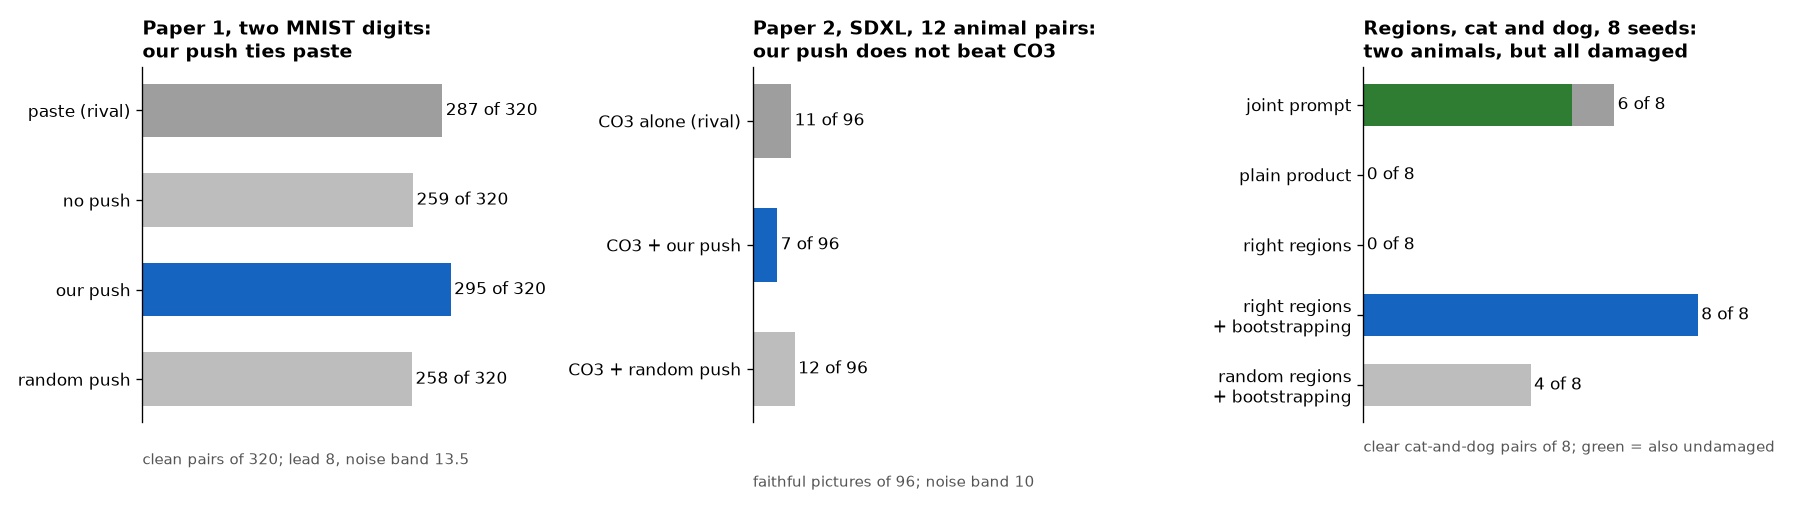 Paper 1, two MNIST digits:
our push ties paste
paste (rival)
287 of 320
no push
259 of 320
our push
295 of 320
random push
258 of 320
clean pairs of 320; lead 8, noise band 13.5
Paper 2, SDXL, 12 animal pairs:
our push does not beat CO3
CO3 alone (rival)
11 of 96
CO3 + our push
7 of 96
CO3 + random push
12 of 96
faithful pictures of 96; noise band 10
Regions, cat and dog, 8 seeds:
two animals, but all damaged
joint prompt
6 of 8
plain product
0 of 8
right regions
0 of 8
right regions
+ bootstrapping
8 of 8
random regions
+ bootstrapping
4 of 8
clear cat-and-dog pairs of 8; green = also undamaged